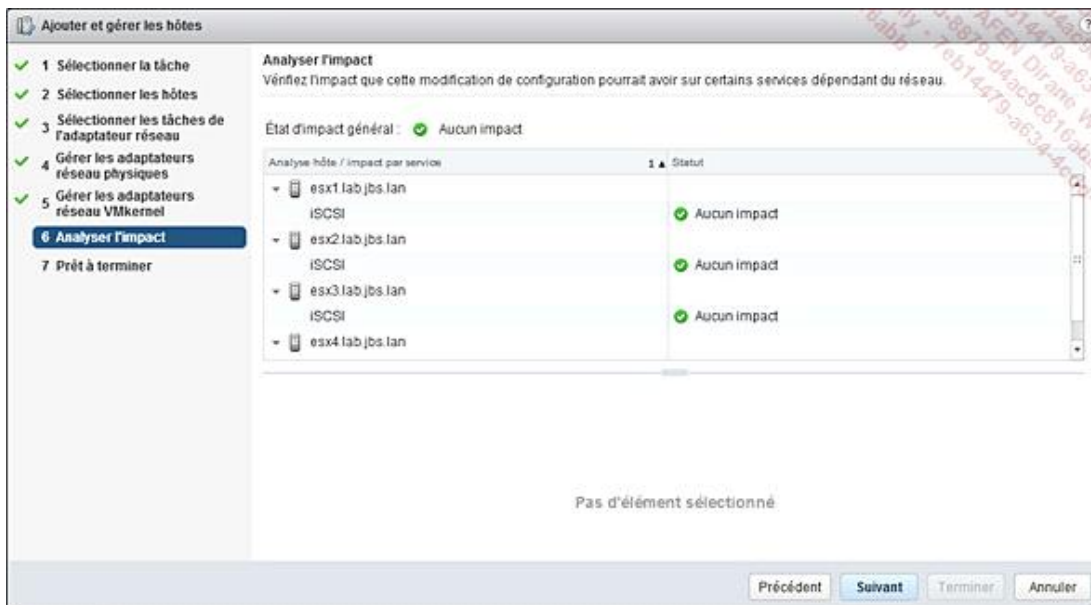 Ajouter et gérer les hôtes
1 Sélectionner la tâche
2 Sélectionner les hôtes
3 Sélectionner les tâches de
l'adaptateur réseau
4 Gérer les adaptateurs
réseau physiques
5 Gérer les adaptateurs
réseau VMkernel
6 Analyser l'impact
7 Prêt à terminer
Analyser l'impact
Vérifiez l'impact que cette modification de configuration pourrait avoir sur certains services dépendant du réseau.
État d'impact général : Aucun impact
Analyse hôte / impact par service 1 ▲ Statut
esx1.lab.jbs.lan
iSCSI Aucun impact
esx2.lab.jbs.lan
iSCSI Aucun impact
esx3.lab.jbs.lan
iSCSI Aucun impact
esx4.lab.jbs.lan
Pas d'élément sélectionné
Précédent Suivant Terminer Annuler